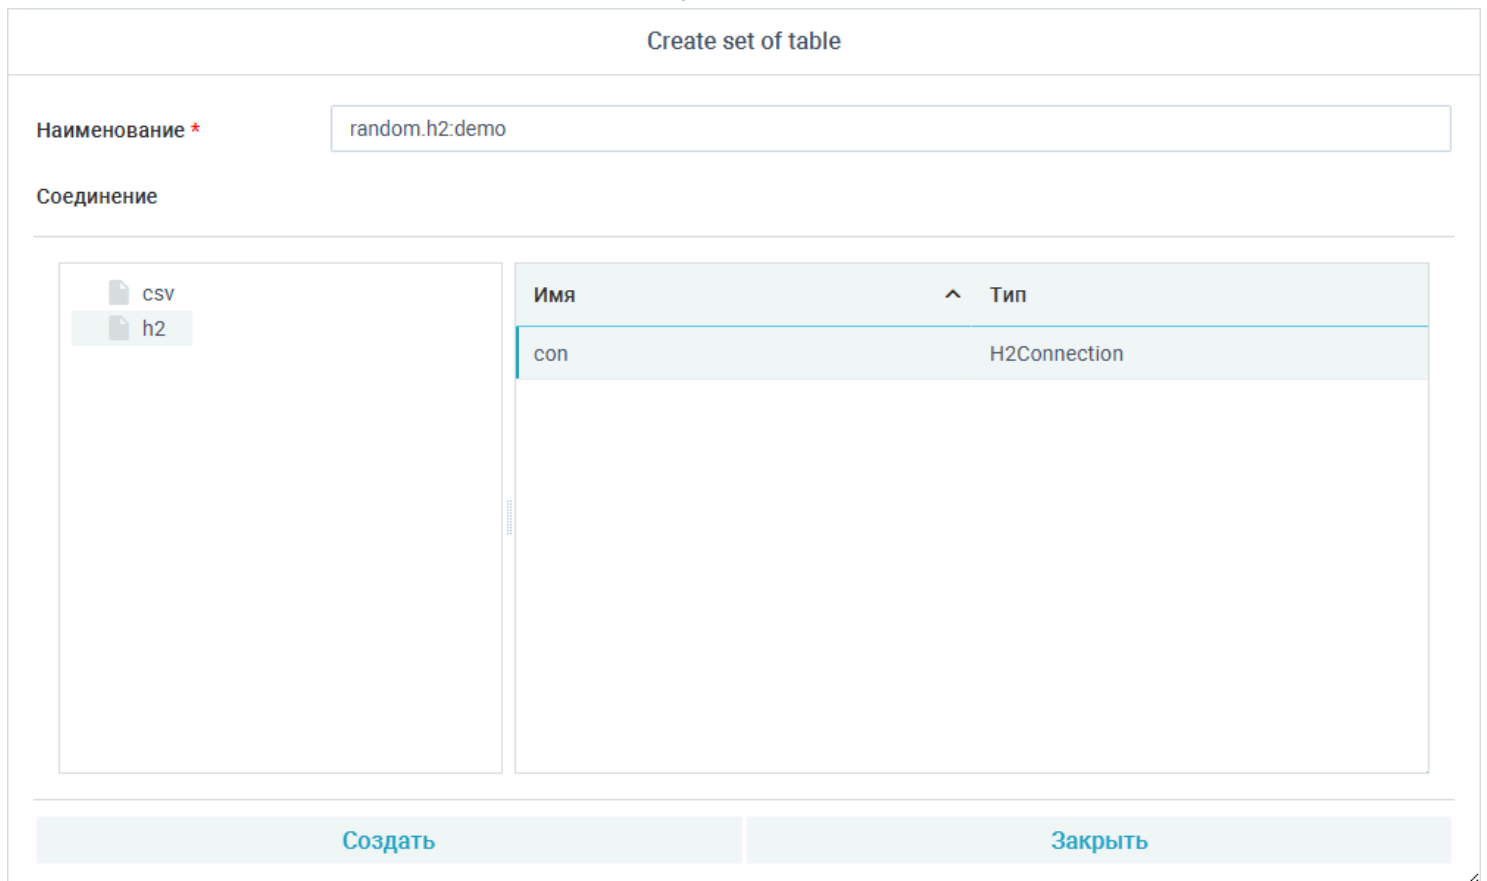 Create set of table
Наименование * random.h2:demo
Соединение
csv
h2
Имя Тип
con H2Connection
Создать Закрыть